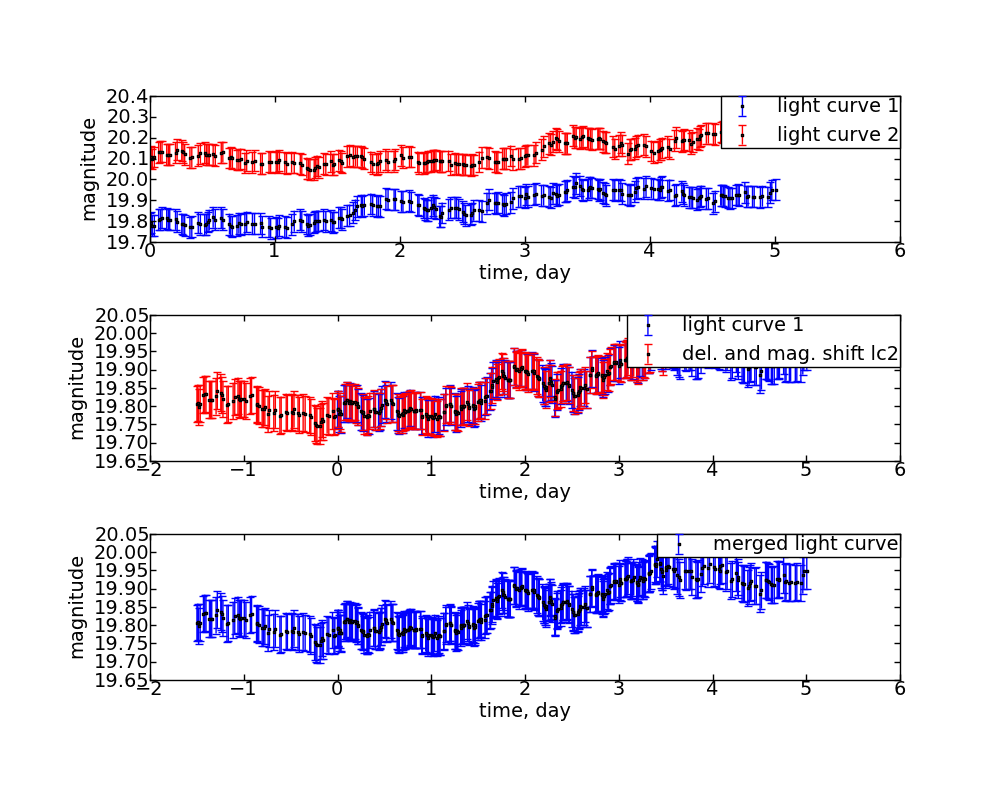 20.4
20.3
20.2
20.1
20.0
19.9
19.8
19.7
magnitude
light curve 1
light curve 2
0 1 2 3 4 5 6
time, day
20.05
20.00
19.95
19.90
19.85
19.80
19.75
19.70
19.65
magnitude
light curve 1
del. and mag. shift lc2
−2 −1 0 1 2 3 4 5 6
time, day
20.05
20.00
19.95
19.90
19.85
19.80
19.75
19.70
19.65
magnitude
merged light curve
−2 −1 0 1 2 3 4 5 6
time, day